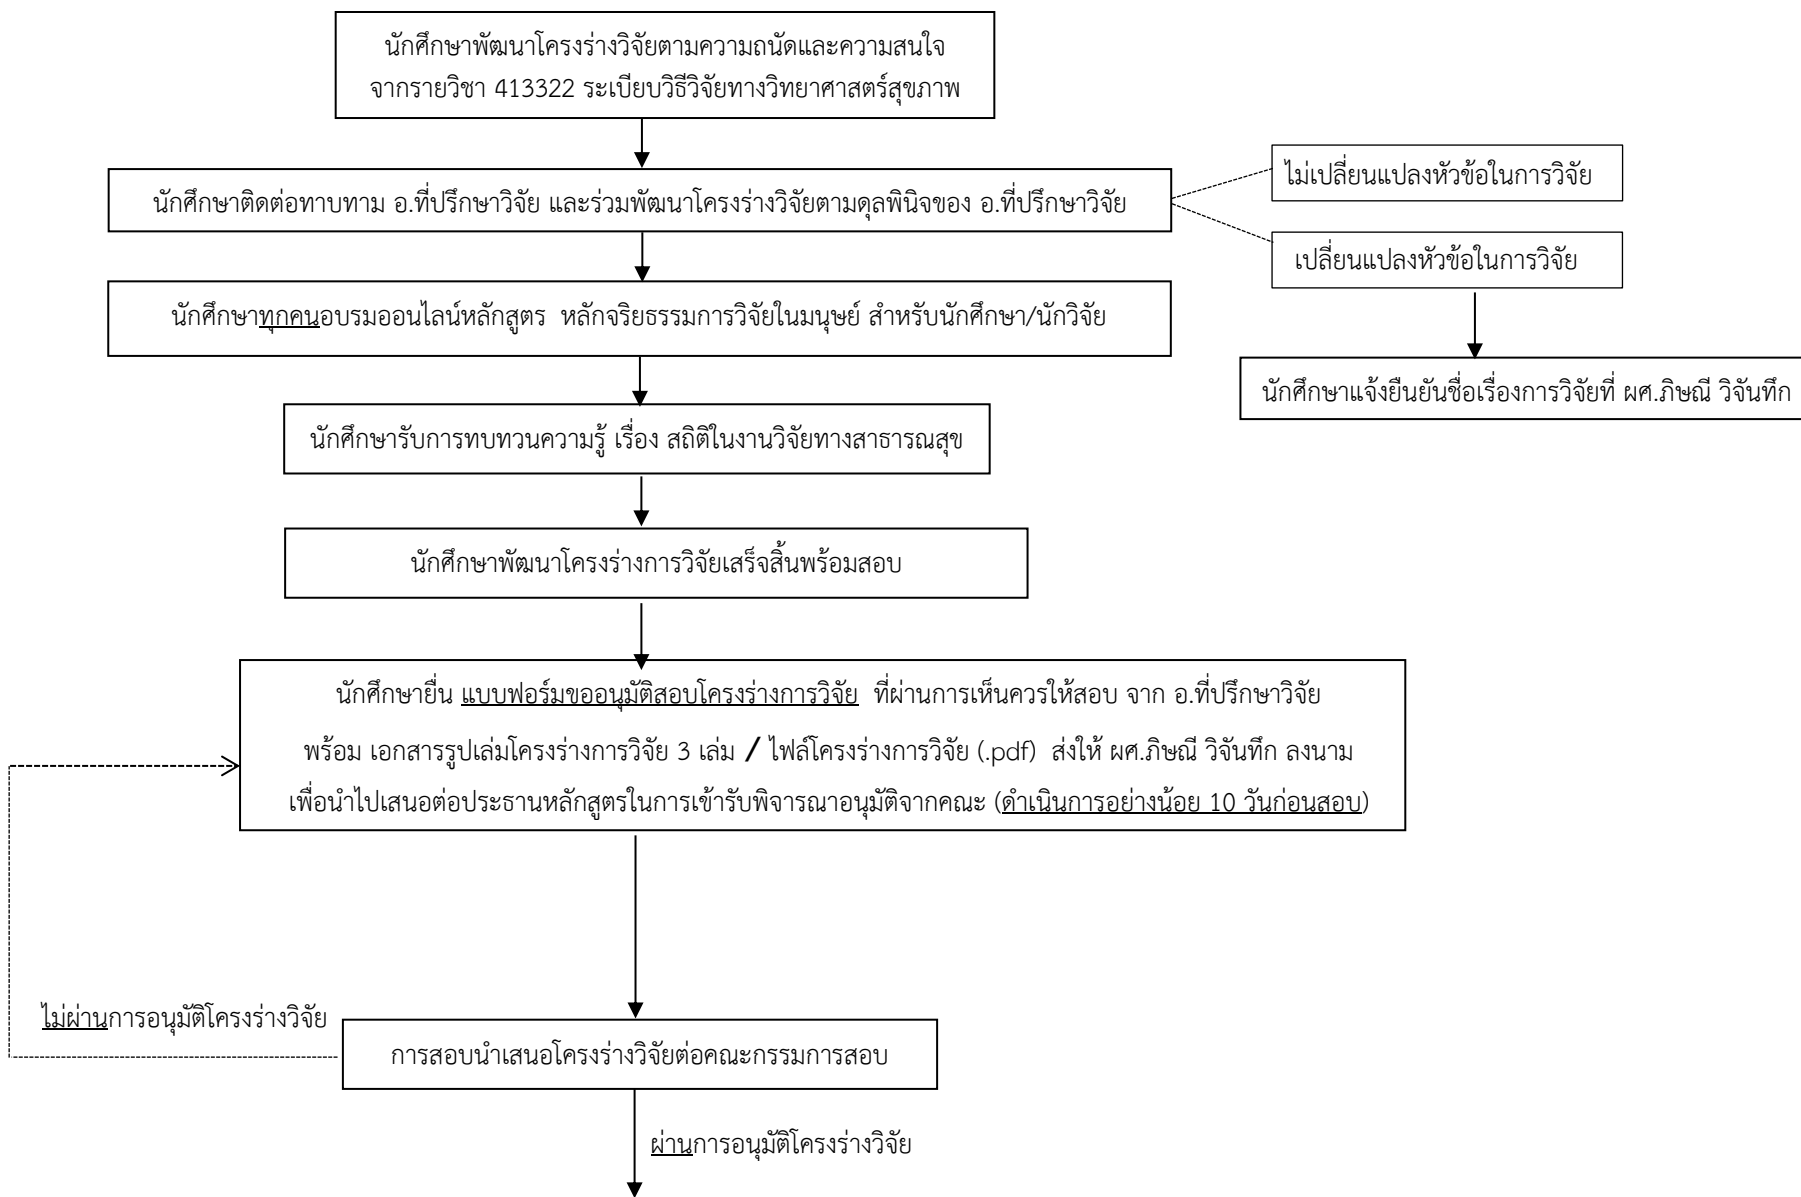 นักศึกษาพัฒนาโครงร่างวิจัยตามความถนัดและความสนใจ
จากรายวิชา 413322 ระเบียบวิธีวิจัยทางวิทยาศาสตร์สุขภาพ
นักศึกษาติดต่อทาบทาม อ.ที่ปรึกษาวิจัย และร่วมพัฒนาโครงร่างวิจัยตามดุลพินิจของ อ.ที่ปรึกษาวิจัย
ไม่เปลี่ยนแปลงหัวข้อในการวิจัย
เปลี่ยนแปลงหัวข้อในการวิจัย
นักศึกษาแจ้งยืนยันชื่อเรื่องการวิจัยที่ ผศ.ภิษณี วิจันทึก
นักศึกษาทุกคนอบรมออนไลน์หลักสูตร หลักจริยธรรมการวิจัยในมนุษย์ สำหรับนักศึกษา/นักวิจัย
นักศึกษารับการทบทวนความรู้ เรื่อง สถิติในงานวิจัยทางสาธารณสุข
นักศึกษาพัฒนาโครงร่างการวิจัยเสร็จสิ้นพร้อมสอบ
นักศึกษายื่น แบบฟอร์มขออนุมัติสอบโครงร่างการวิจัย ที่ผ่านการเห็นควรให้สอบ จาก อ.ที่ปรึกษาวิจัย
พร้อม เอกสารรูปเล่มโครงร่างการวิจัย 3 เล่ม / ไฟล์โครงร่างการวิจัย (.pdf) ส่งให้ ผศ.ภิษณี วิจันทึก ลงนาม
เพื่อนำไปเสนอต่อประธานหลักสูตรในการเข้ารับพิจารณาอนุมัติจากคณะ (ดำเนินการอย่างน้อย 10 วันก่อนสอบ)
ไม่ผ่านการอนุมัติโครงร่างวิจัย
การสอบนำเสนอโครงร่างวิจัยต่อคณะกรรมการสอบ
ผ่านการอนุมัติโครงร่างวิจัย